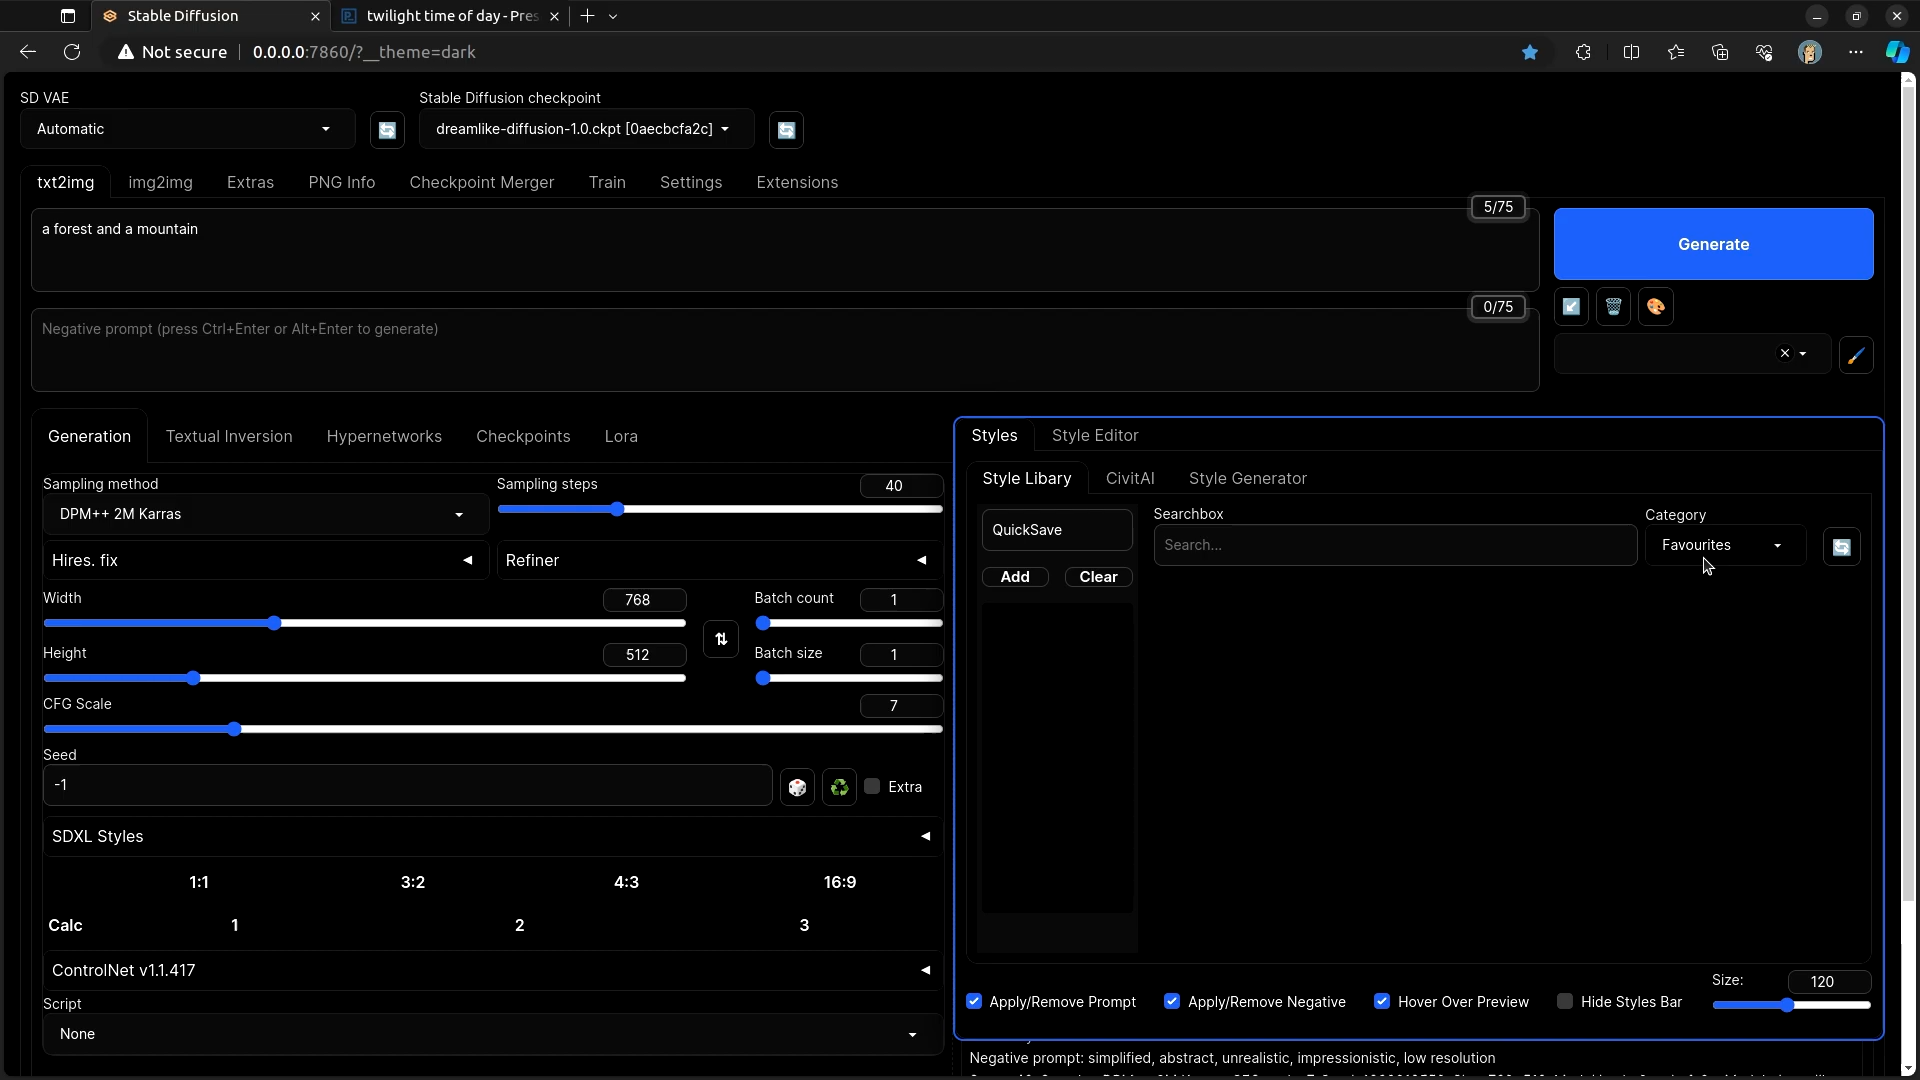 Stable Diffusion
twilight time of day - Pres
Not secure
0.0.0.0:7860/?__theme=dark
SD VAE
Stable Diffusion checkpoint
Automatic
dreamlike-diffusion-1.0.ckpt [0aecbcfa2c]
txt2img img2img Extras PNG Info Checkpoint Merger Train Settings Extensions
5/75
a forest and a mountain
Generate
0/75
Negative prompt (press Ctrl+Enter or Alt+Enter to generate)
Generation Textual Inversion Hypernetworks Checkpoints Lora
Styles Style Editor
Style Libary CivitAI Style Generator
Sampling method
DPM++ 2M Karras
Sampling steps
40
Hires. fix
Refiner
Width
768
Batch count
1
Height
512
Batch size
1
CFG Scale
7
Seed
-1
Extra
SDXL Styles
1:1 3:2 4:3 16:9
Calc 1 2 3
ControlNet v1.1.417
Script
None
QuickSave
Add Clear
Searchbox
Search...
Category
Favourites
Size:
120
Apply/Remove Prompt Apply/Remove Negative Hover Over Preview Hide Styles Bar
Negative prompt: simplified, abstract, unrealistic, impressionistic, low resolution